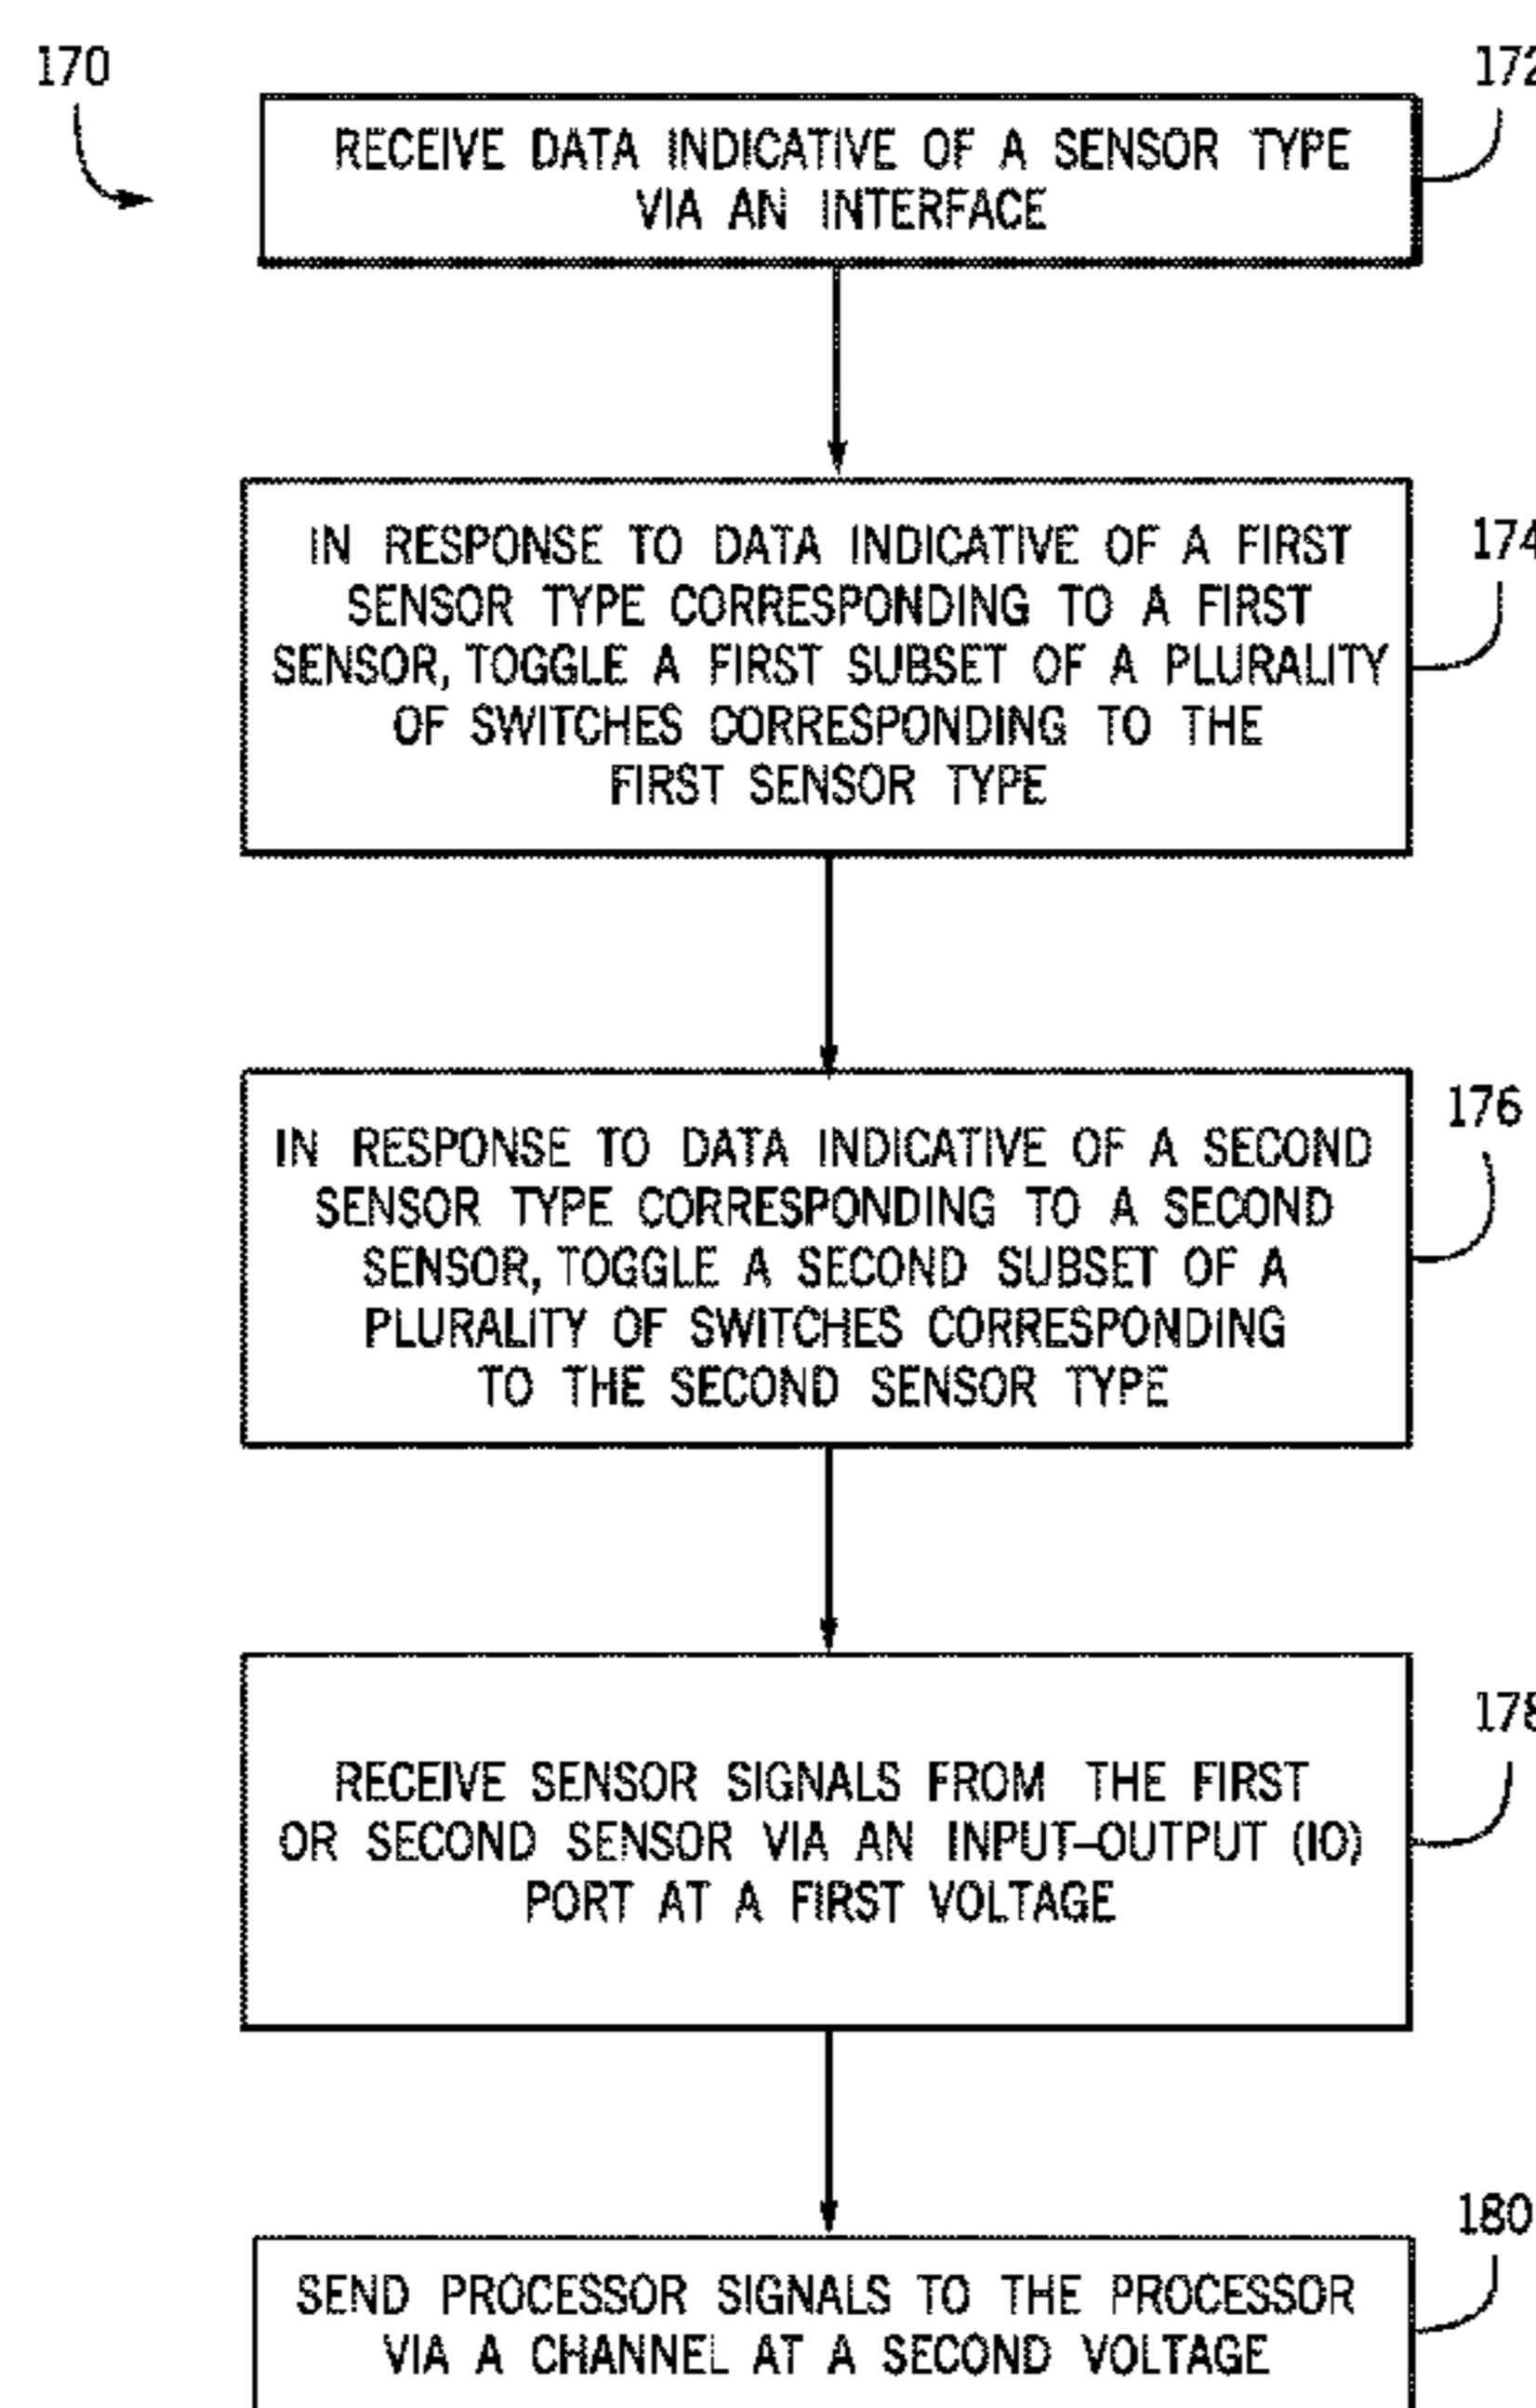 170
172
RECEIVE DATA INDICATIVE OF A SENSOR TYPE
VIA AN INTERFACE
174
IN RESPONSE TO DATA INDICATIVE OF A FIRST
SENSOR TYPE CORRESPONDING TO A FIRST
SENSOR, TOGGLE A FIRST SUBSET OF A PLURALITY
OF SWITCHES CORRESPONDING TO THE
FIRST SENSOR TYPE
176
IN RESPONSE TO DATA INDICATIVE OF A SECOND
SENSOR TYPE CORRESPONDING TO A SECOND
SENSOR, TOGGLE A SECOND SUBSET OF A
PLURALITY OF SWITCHES CORRESPONDING
TO THE SECOND SENSOR TYPE
178
RECEIVE SENSOR SIGNALS FROM THE FIRST
OR SECOND SENSOR VIA AN INPUT-OUTPUT (IO)
PORT AT A FIRST VOLTAGE
180
SEND PROCESSOR SIGNALS TO THE PROCESSOR
VIA A CHANNEL AT A SECOND VOLTAGE